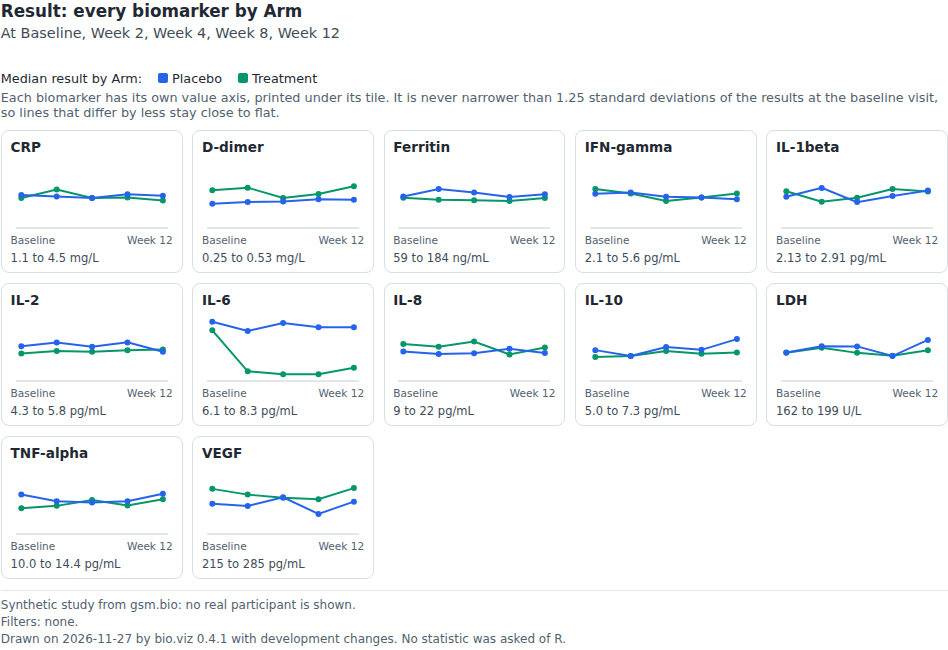 Result: every biomarker by Arm
At Baseline, Week 2, Week 4, Week 8, Week 12
Median result by Arm: Placebo Treatment
Each biomarker has its own value axis, printed under its tile. It is never narrower than 1.25 standard deviations of the results at the baseline visit,
so lines that differ by less stay close to flat.
CRP
Baseline Week 12
1.1 to 4.5 mg/L
D-dimer
Baseline Week 12
0.25 to 0.53 mg/L
Ferritin
Baseline Week 12
59 to 184 ng/mL
IFN-gamma
Baseline Week 12
2.1 to 5.6 pg/mL
IL-1beta
Baseline Week 12
2.13 to 2.91 pg/mL
IL-2
Baseline Week 12
4.3 to 5.8 pg/mL
IL-6
Baseline Week 12
6.1 to 8.3 pg/mL
IL-8
Baseline Week 12
9 to 22 pg/mL
IL-10
Baseline Week 12
5.0 to 7.3 pg/mL
LDH
Baseline Week 12
162 to 199 U/L
TNF-alpha
Baseline Week 12
10.0 to 14.4 pg/mL
VEGF
Baseline Week 12
215 to 285 pg/mL
Synthetic study from gsm.bio: no real participant is shown.
Filters: none.
Drawn on 2026-11-27 by bio.viz 0.4.1 with development changes. No statistic was asked of R.